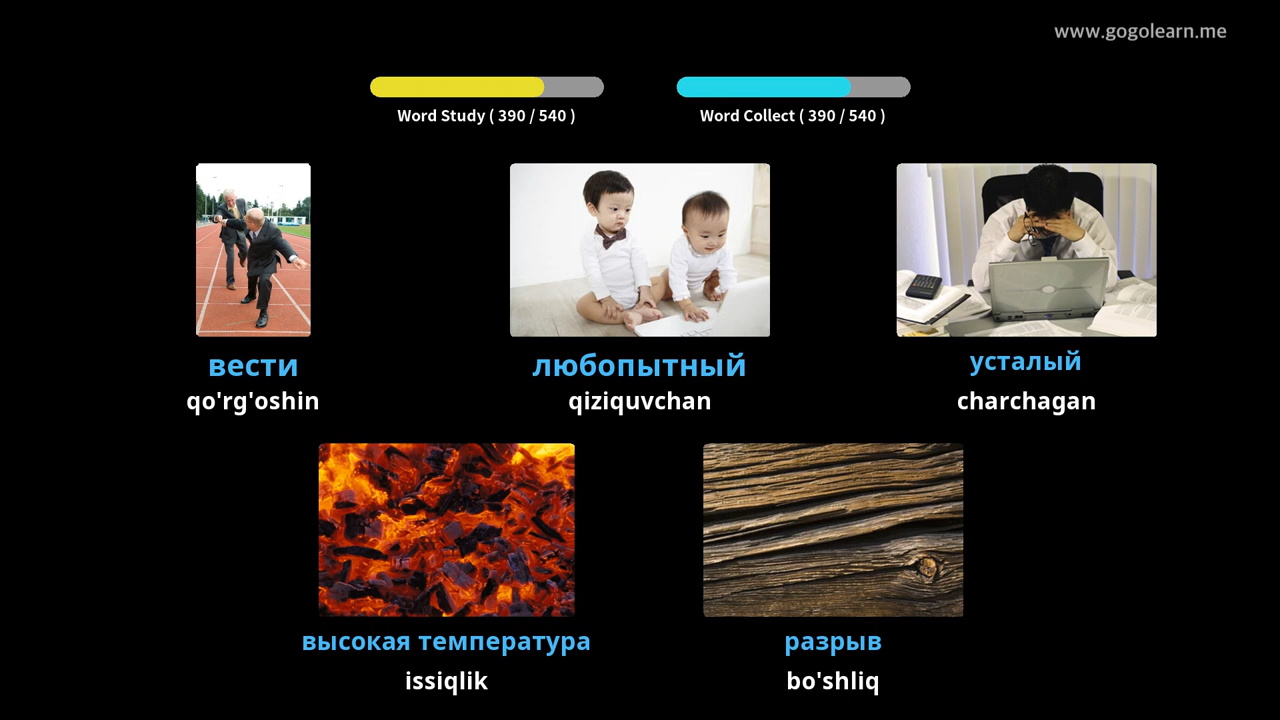 www.gogolearn.me
Word Study ( 390 / 540 )
Word Collect ( 390 / 540 )
вести
qo'rg'oshin
любопытный
qiziquvchan
усталый
charchagan
высокая температура
issiqlik
разрыв
bo'shliq